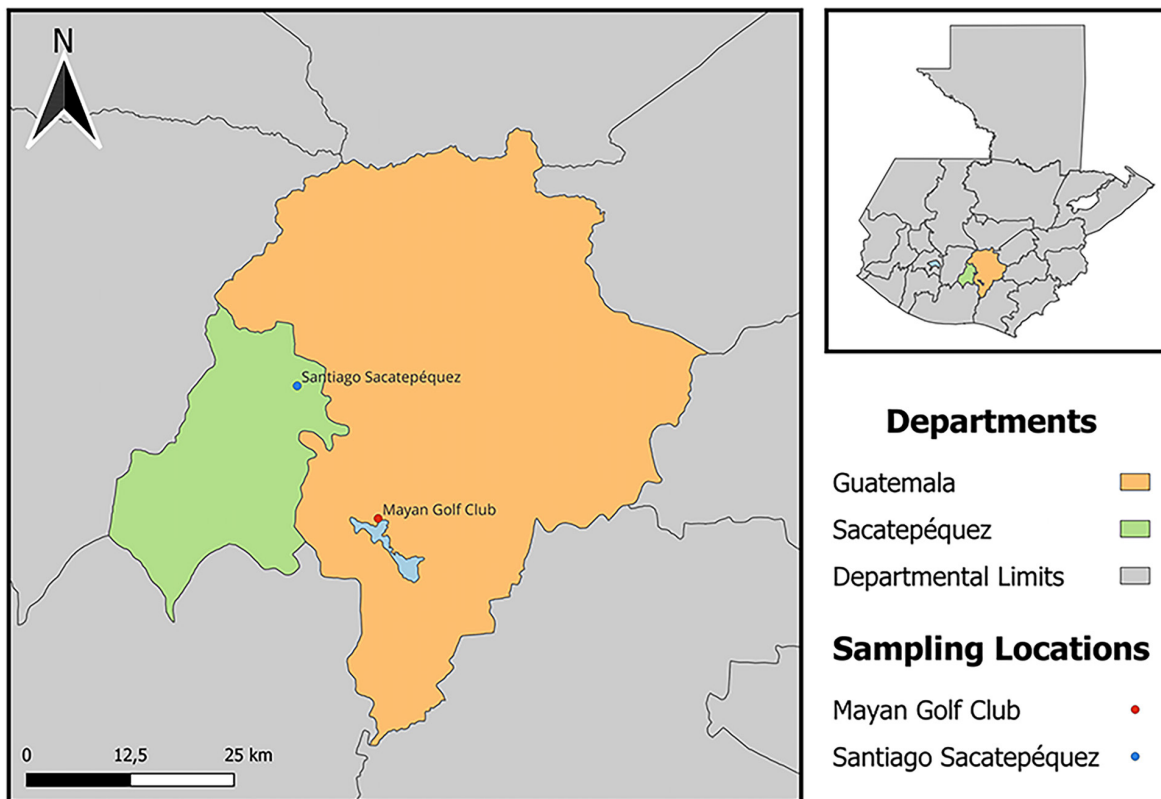 N
Santiago Sacatepéquez
Mayan Golf Club
0 12,5 25 km
Departments
Guatemala
Sacatepéquez
Departmental Limits
Sampling Locations
Mayan Golf Club
Santiago Sacatepéquez